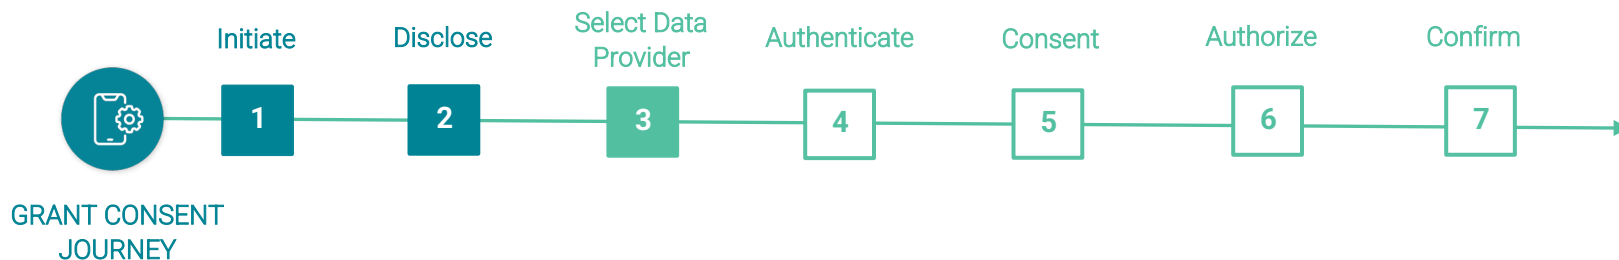 Initiate
Disclose
Select Data
Provider
Authenticate
Consent
Authorize
Confirm
1
2
3
4
5
6
7
GRANT CONSENT
JOURNEY